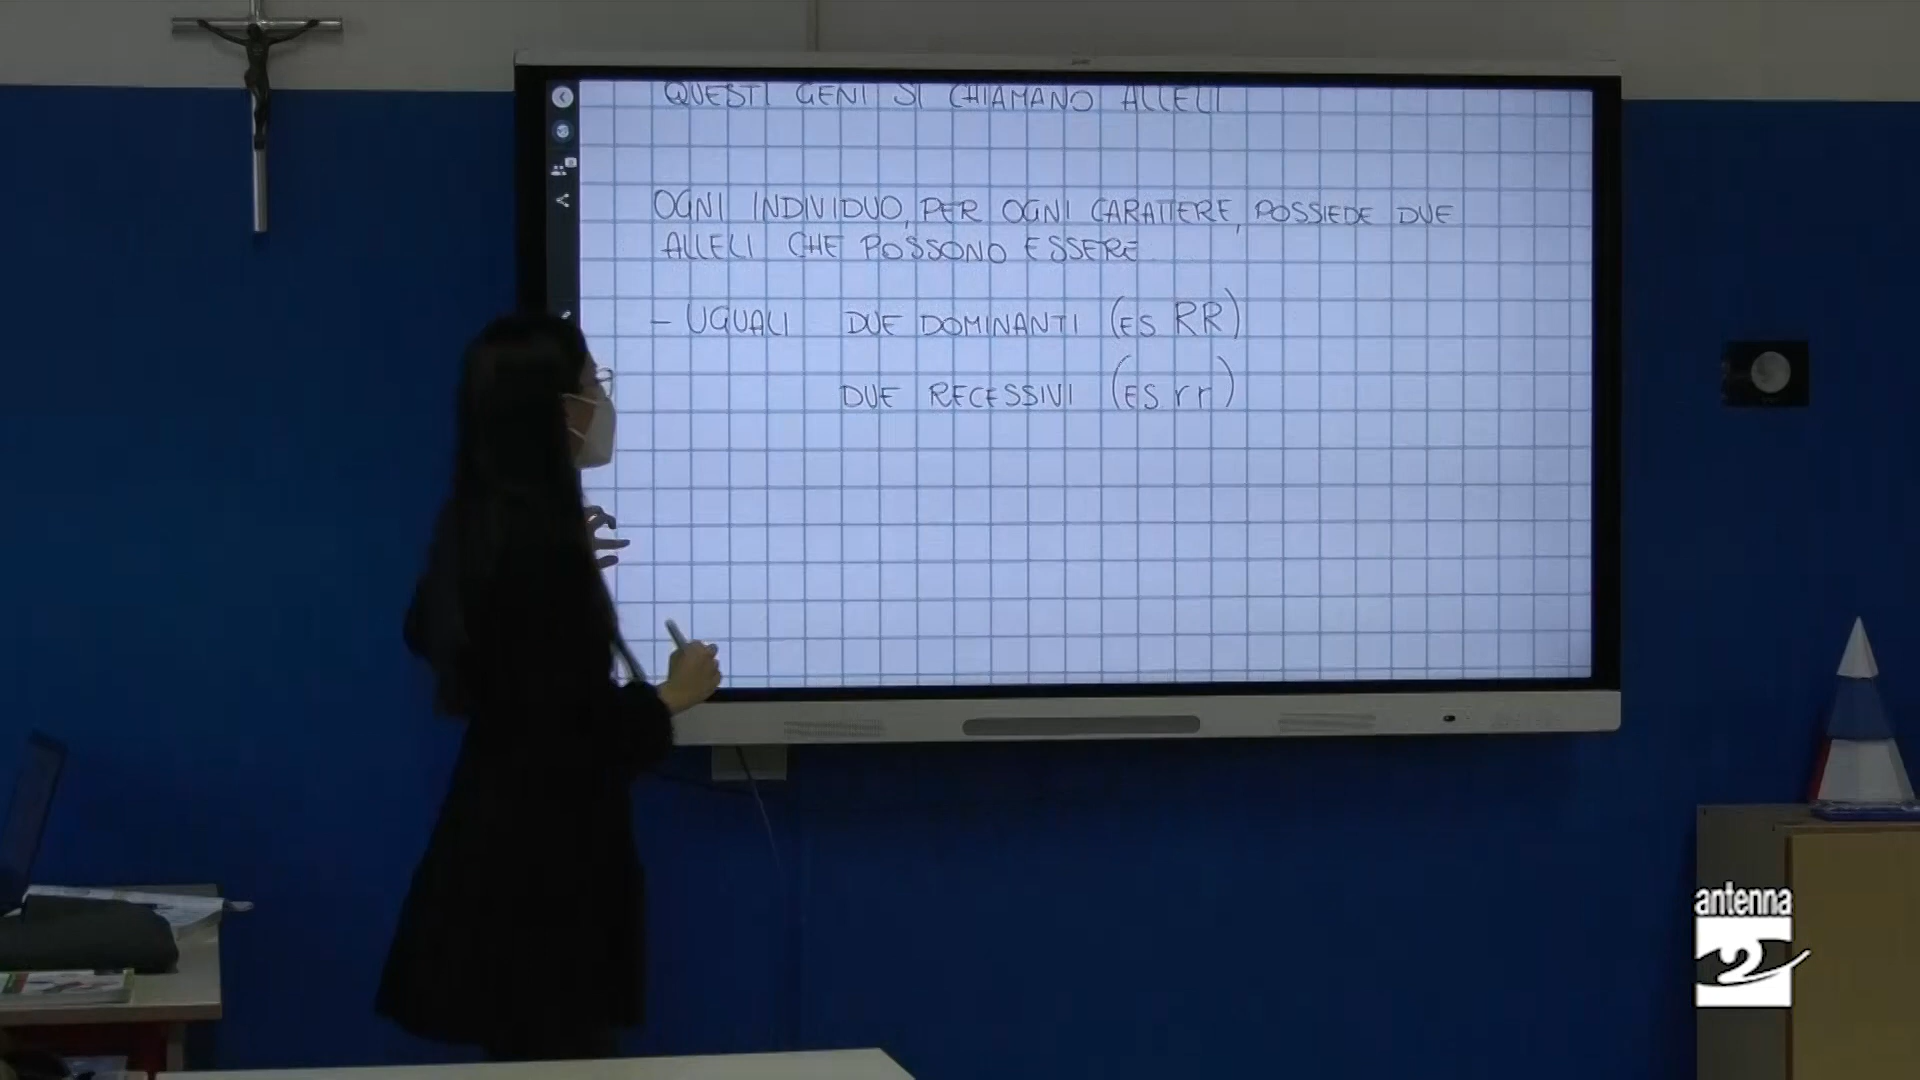 QUESTI GENI SI CHIAMANO ALLELI
OGNI INDIVIDUO, PER OGNI CARATTERE, POSSIEDE DUE
ALLELI CHE POSSONO ESSERE
- UGUALI DUE DOMINANTI (ES RR)
DUE RECESSIVI (ES rr)
antenna
2